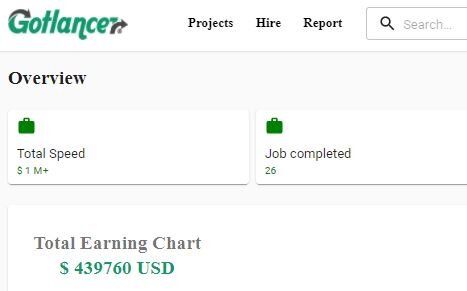 Gotlancer
Projects Hire Report Search...
Overview
Total Speed
$ 1 M+
Job completed
26
Total Earning Chart
$ 439760 USD